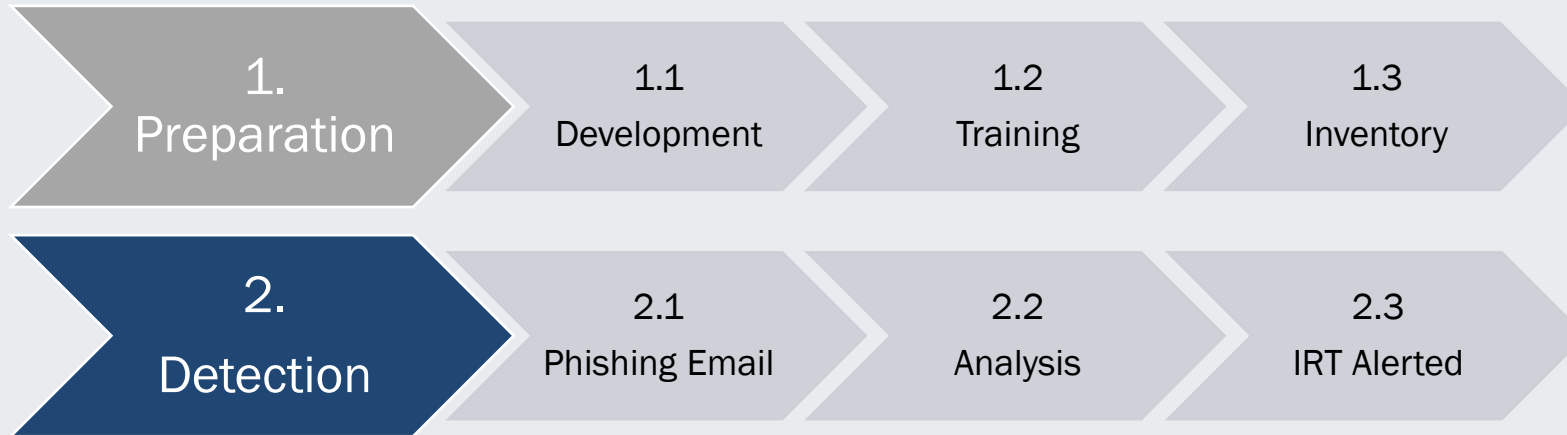 1.
Preparation
1.1
Development
1.2
Training
1.3
Inventory
2.
Detection
2.1
Phishing Email
2.2
Analysis
2.3
IRT Alerted